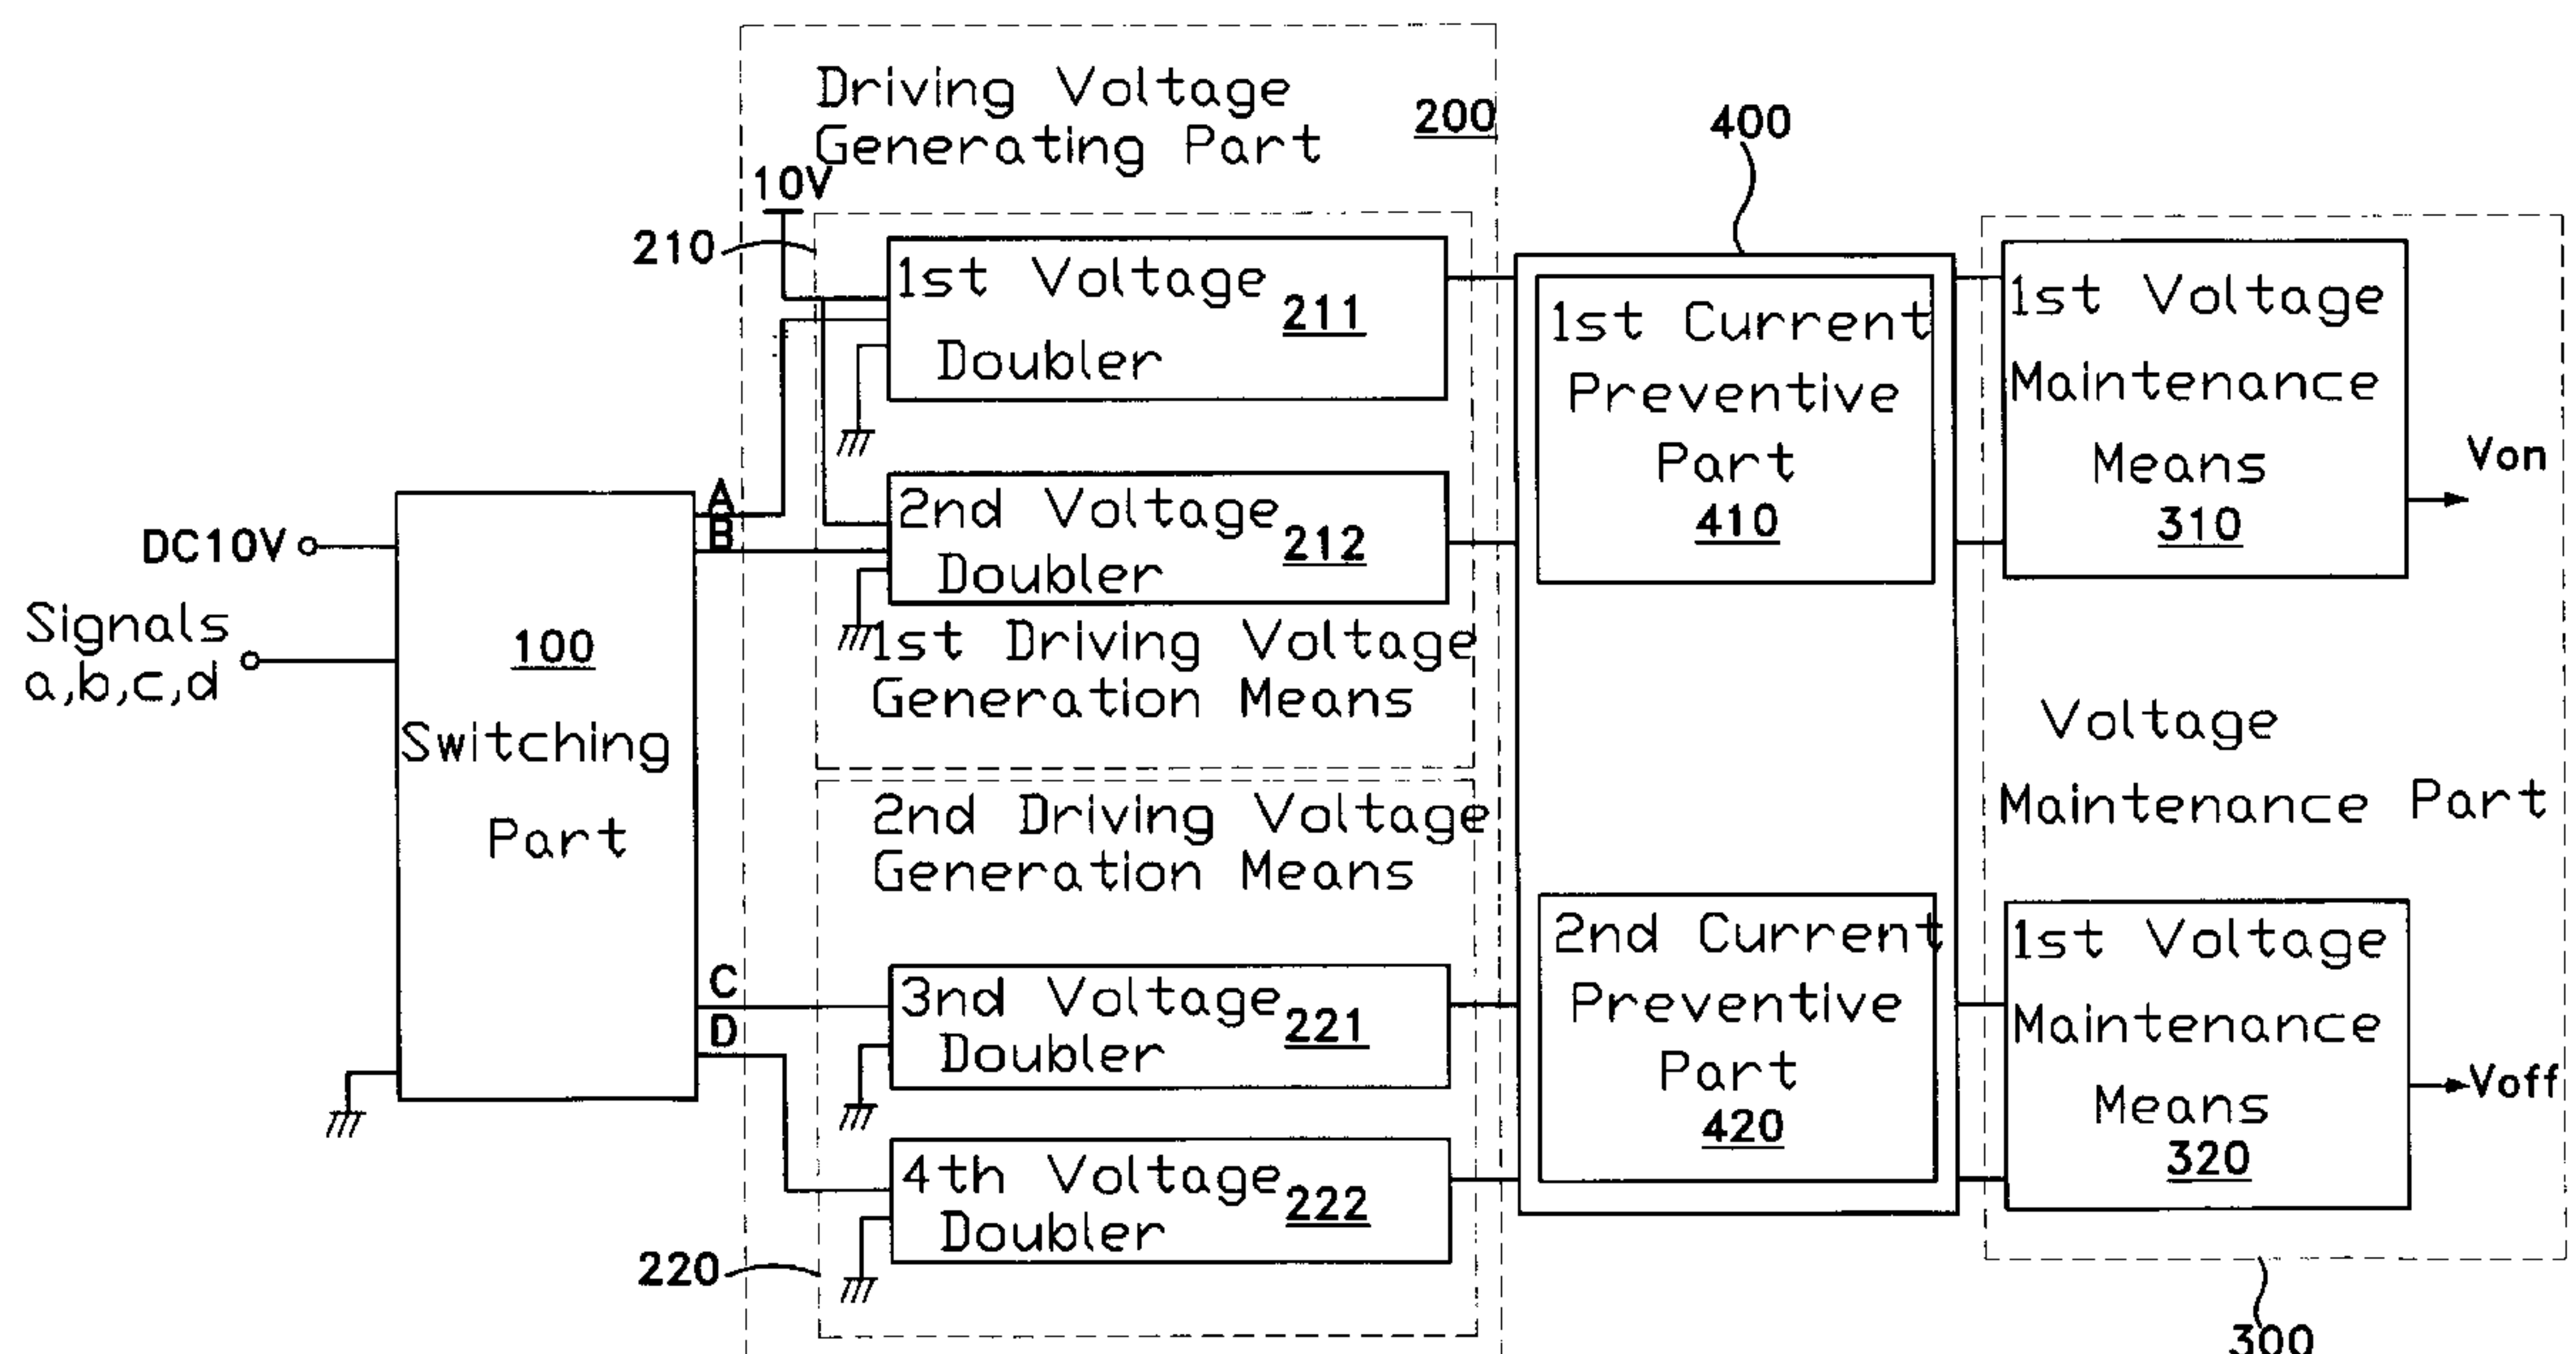 Driving Voltage
Generating Part
200
10V
210
1st Voltage
Doubler
211
2nd Voltage
Doubler
212
1st Driving Voltage
Generation Means
2nd Driving Voltage
Generation Means
3nd Voltage
Doubler
221
4th Voltage
Doubler
222
220
DC10V
Signals
a,b,c,d
100
Switching
Part
A
B
C
D
400
1st Current
Preventive
Part
410
2nd Current
Preventive
Part
420
1st Voltage
Maintenance
Means
310
Von
Voltage
Maintenance Part
1st Voltage
Maintenance
Means
320
Voff
300